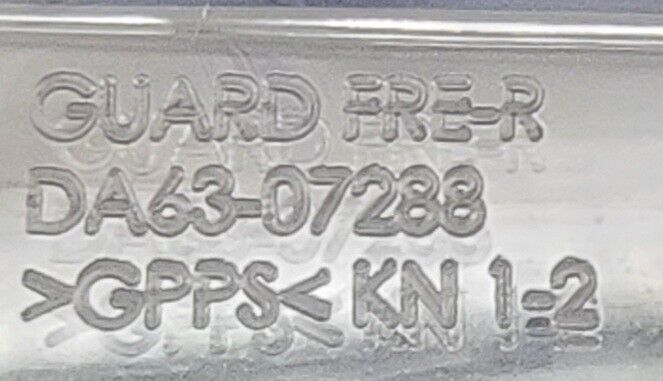 GUARD FRE-R
DA63-07288
>GPPS< KN 1-2